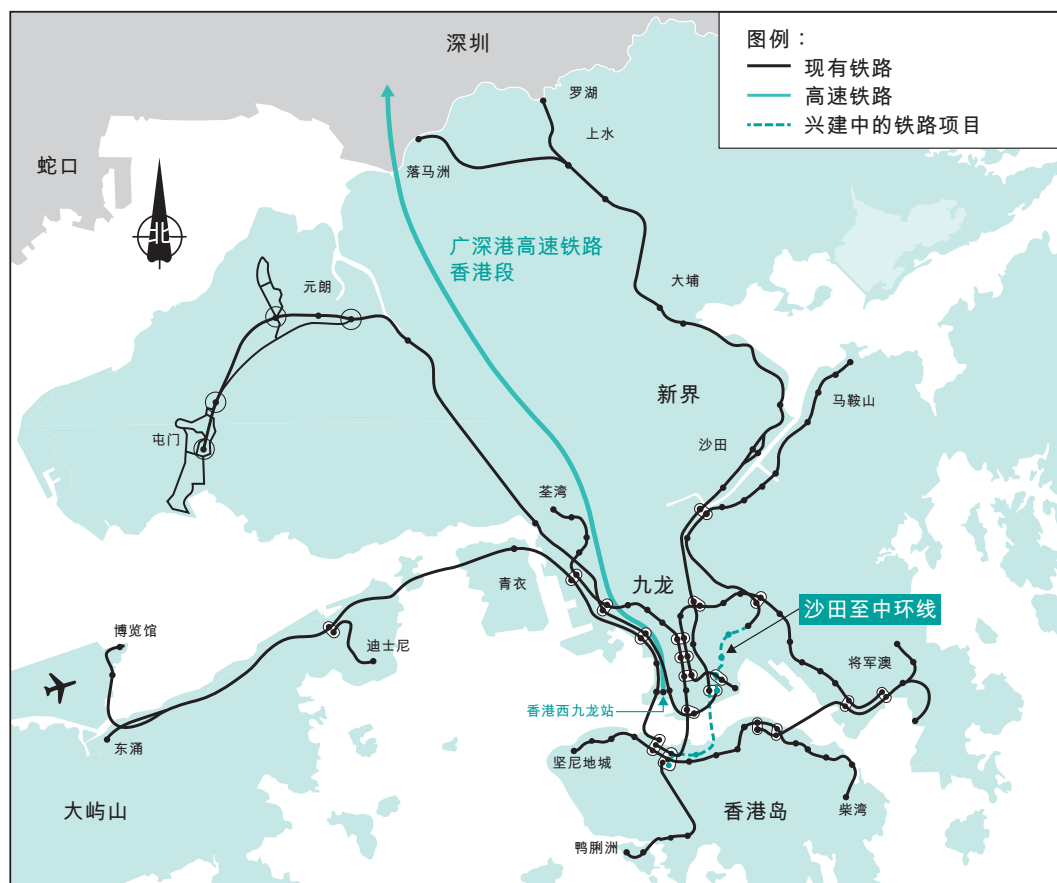 深圳
图例：
现有铁路
高速铁路
兴建中的铁路项目
罗湖
上水
蛇口
落马洲
北
广深港高速铁路
香港段
元朗
大埔
新界
马鞍山
屯门
沙田
荃湾
青衣
九龙
沙田至中环线
博览馆
迪士尼
将军澳
香港西九龙站
东涌
坚尼地城
大屿山
香港岛
柴湾
鸭脷洲